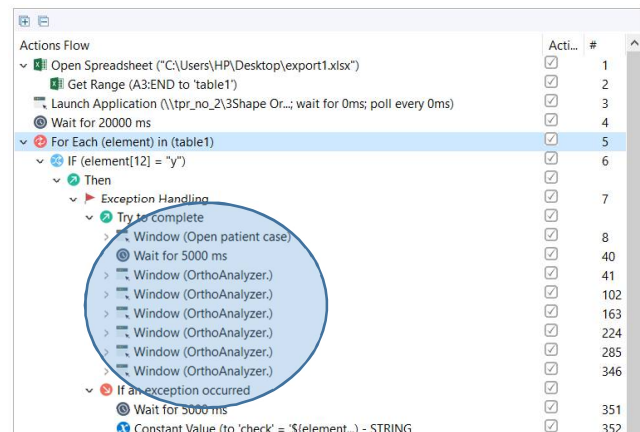 Actions Flow Acti... #
Open Spreadsheet ("C:\Users\HP\Desktop\export1.xlsx") 1
Get Range (A3:END to 'table1') 2
Launch Application (\\tpr_no_2\3Shape Or...; wait for 0ms; poll every 0ms) 3
Wait for 20000 ms 4
For Each (element) in (table1) 5
IF (element[12] = "y") 6
Then
Exception Handling 7
Try to complete
Window (Open patient case) 8
Wait for 5000 ms 40
Window (OrthoAnalyzer.) 41
Window (OrthoAnalyzer.) 102
Window (OrthoAnalyzer.) 163
Window (OrthoAnalyzer.) 224
Window (OrthoAnalyzer.) 285
Window (OrthoAnalyzer.) 346
If an exception occurred
Wait for 5000 ms 351
Constant Value (to 'check' = '$(element...) - STRING 352